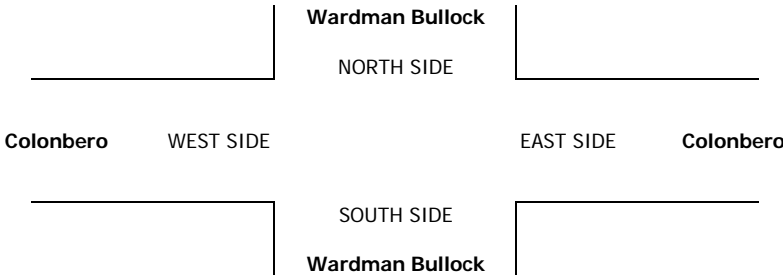 Wardman Bullock
NORTH SIDE
Colonbero WEST SIDE EAST SIDE Colonbero
SOUTH SIDE
Wardman Bullock